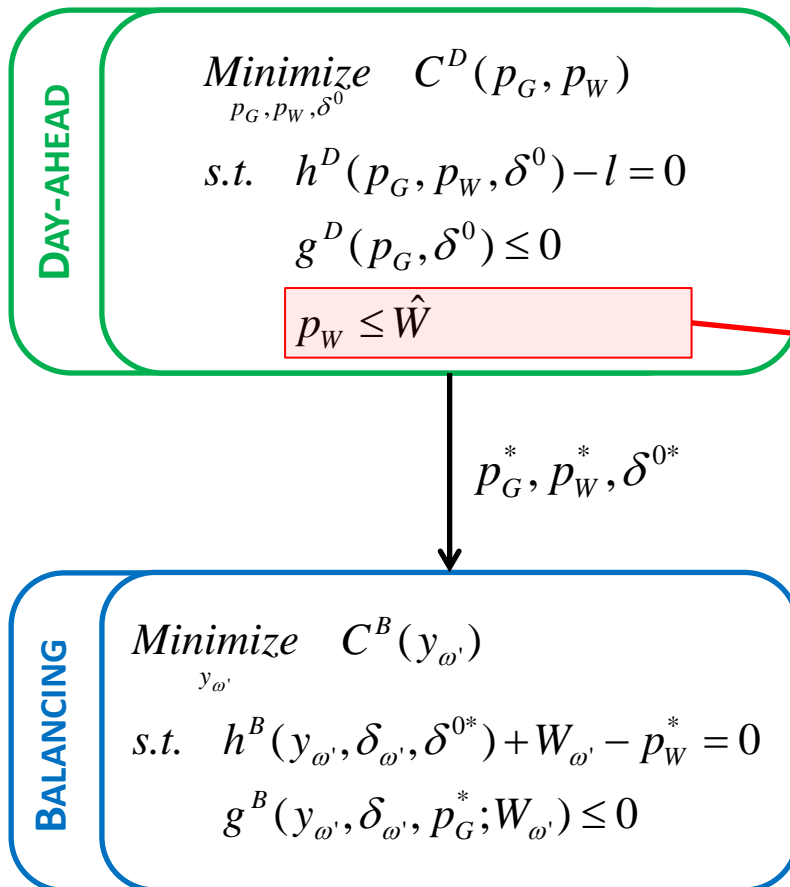 DAY-AHEAD
Minimize C^D(p_G, p_W)
p_G, p_W, δ^0
s.t. h^D(p_G, p_W, δ^0) − l = 0
g^D(p_G, δ^0) ≤ 0
p_W ≤ Ŵ
p_G^*, p_W^*, δ^{0*}
BALANCING
Minimize C^B(y_{ω'})
y_{ω'}
s.t. h^B(y_{ω'}, δ_{ω'}, δ^{0*}) + W_{ω'} − p_W^* = 0
g^B(y_{ω'}, δ_{ω'}, p_G^*; W_{ω'}) ≤ 0